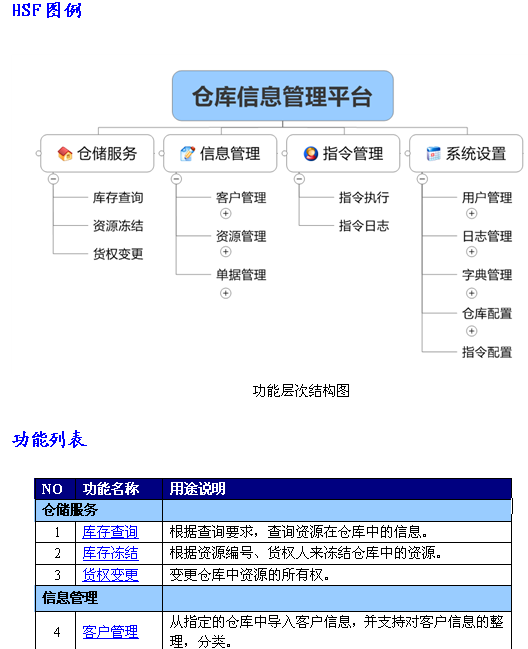 HSF 图例
仓库信息管理平台
仓储服务
库存查询
资源冻结
货权变更
信息管理
客户管理
资源管理
单据管理
指令管理
指令执行
指令日志
系统设置
用户管理
日志管理
字典管理
仓库配置
指令配置
功能层次结构图
功能列表
NO 功能名称 用途说明
仓储服务
1 库存查询 根据查询要求，查询资源在仓库中的信息。
2 库存冻结 根据资源编号、货权人来冻结仓库中的资源。
3 货权变更 变更仓库中资源的所有权。
信息管理
4 客户管理 从指定的仓库中导入客户信息，并支持对客户信息的整
理，分类。